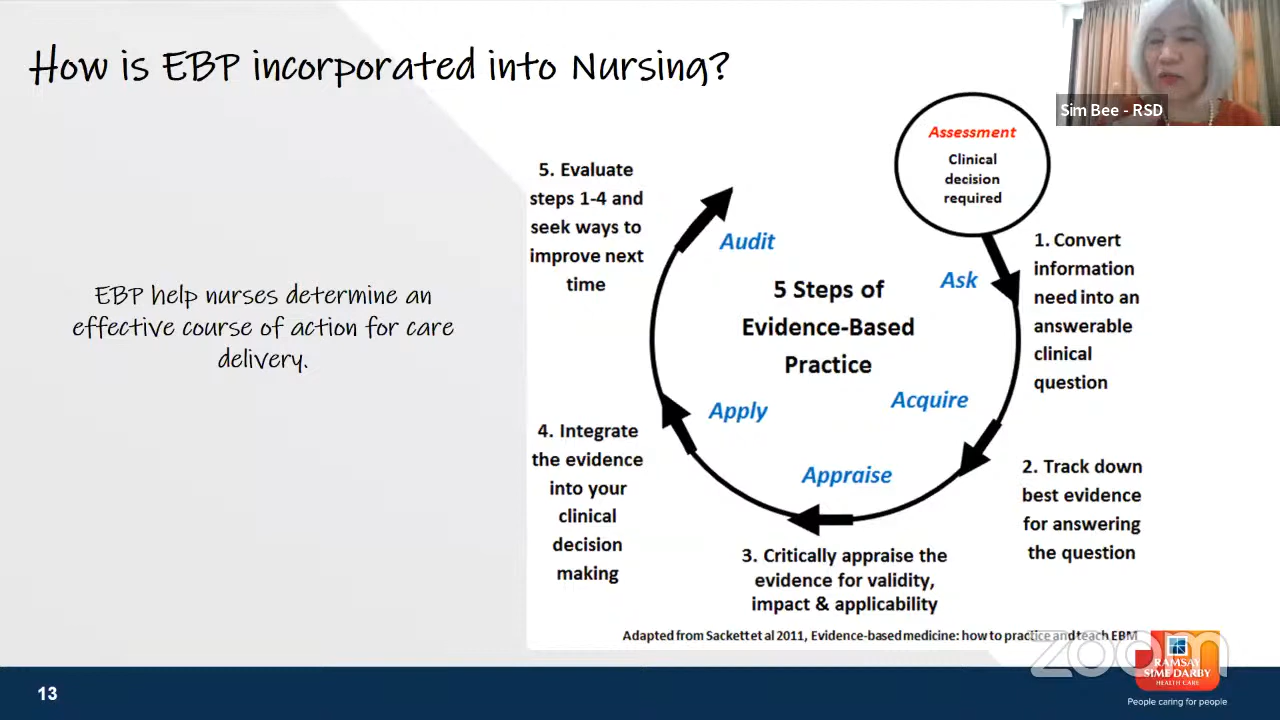 How is EBP incorporated into Nursing?
Sim Bee - RSD
EBP help nurses determine an
effective course of action for care
delivery.
Assessment
Clinical
decision
required
Ask
1. Convert
information
need into an
answerable
clinical
question
Acquire
2. Track down
best evidence
for answering
the question
Appraise
3. Critically appraise the
evidence for validity,
impact & applicability
Apply
4. Integrate
the evidence
into your
clinical
decision
making
Audit
5. Evaluate
steps 1-4 and
seek ways to
improve next
time
5 Steps of
Evidence-Based
Practice
Adapted from Sackett et al 2011, Evidence-based medicine: how to practice and teach EBM
zoom
RAMSAY
SIME DARBY
HEALTH CARE
People caring for people
13